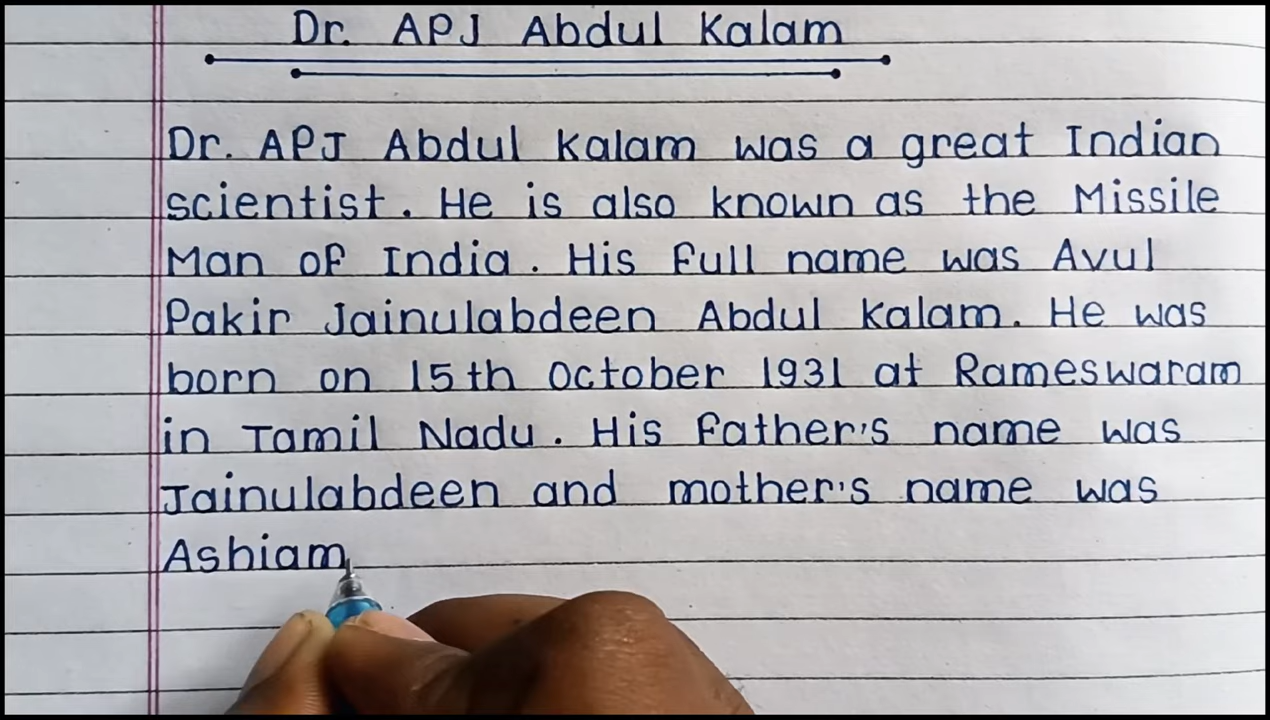 Dr. APJ Abdul Kalam
Dr. APJ Abdul Kalam was a great Indian
scientist. He is also known as the Missile
Man of India. His full name was Avul
Pakir Jainulabdeen Abdul Kalam. He was
born on 15th October 1931 at Rameswaram
in Tamil Nadu. His father's name was
Jainulabdeen and mother's name was
Ashiam